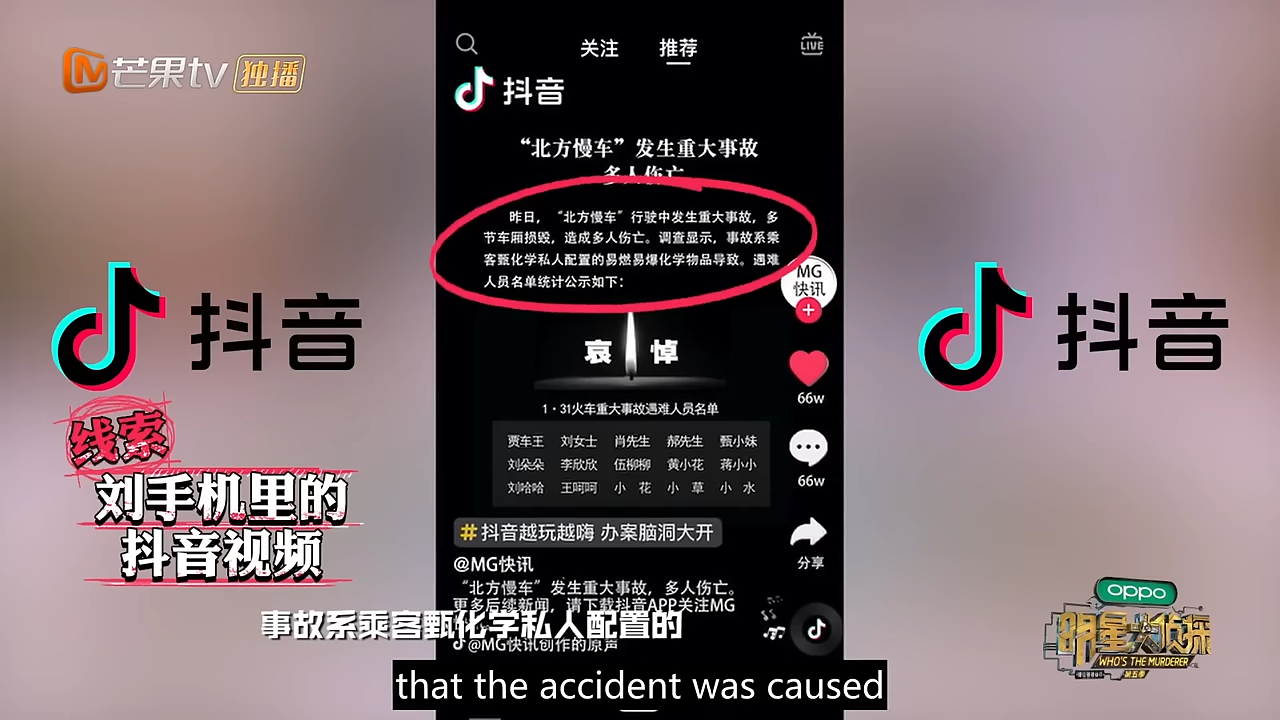 芒果tv 独播
关注 推荐
LIVE
抖音
“北方慢车”发生重大事故
多人伤亡
昨日，“北方慢车”行驶中发生重大事故，多
节车厢损毁，造成多人伤亡。调查显示，事故系乘
客甄化学私人配置的易燃易爆化学物品导致。遇难
人员名单统计公示如下：
MG
快讯
抖音
抖音
哀悼
66w
1·31火车重大事故遇难人员名单
贾车王 刘女士 肖先生 郝先生 甄小妹
刘朵朵 李欣欣 伍柳柳 黄小花 蒋小小
刘哈哈 王呵呵 小花 小草 小水
66w
线索
刘手机里的
抖音视频
#抖音越玩越嗨 办案脑洞大开
分享
@MG快讯
“北方慢车”发生重大事故，多人伤亡。
更多后续新闻，请下载抖音APP关注MG
@MG快讯创作的原声
事故系乘客甄化学私人配置的
oppo
明星大侦探
WHO'S THE MURDERER
第五季
that the accident was caused